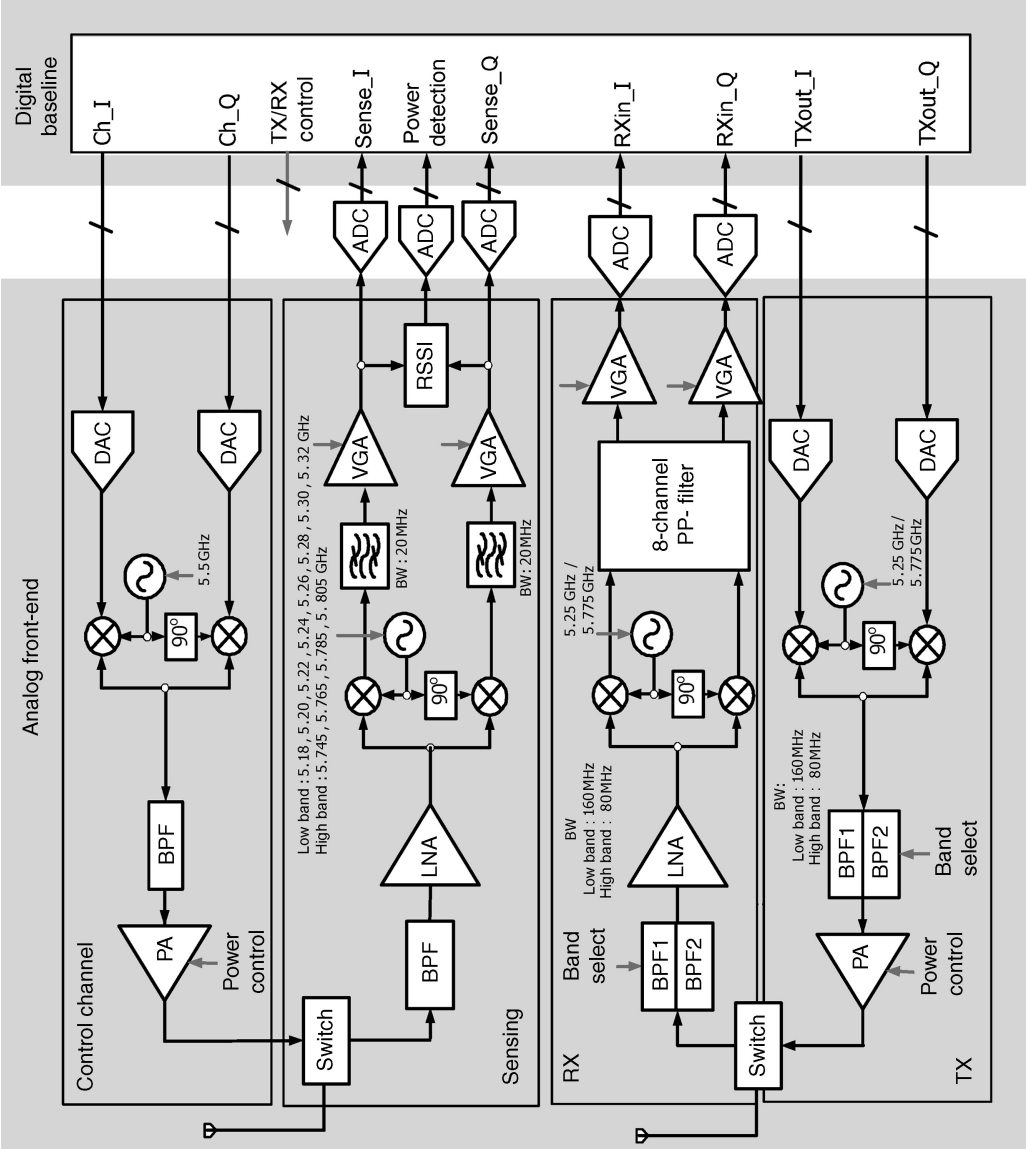 Digital
baseline
Ch_I
Ch_Q
TX/RX
control
Sense_I
Power
detection
Sense_Q
RXin_I
RXin_Q
TXout_I
TXout_Q
ADC
ADC
ADC
ADC
ADC
Analog front-end
Control channel
DAC
DAC
5.5GHz
90°
BPF
PA
Power
control
Sensing
Low band : 5.18 , 5.20 , 5.22 , 5.24 , 5.26 , 5.28 , 5.30 , 5.32 GHz
High band : 5.745 , 5.765 , 5.785 , 5.805 GHz
RSSI
VGA
VGA
BW: 20MHz
BW: 20MHz
90°
LNA
BPF
Switch
RX
VGA
VGA
8-channel
PP- filter
5.25 GHz /
5.775GHz
90°
BW
Low band : 160MHz
High band : 80MHz
LNA
Band
select
BPF1
BPF2
Switch
TX
DAC
DAC
5.25 GHz /
5.775GHz
90°
BW:
Low band : 160MHz
High band : 80MHz
BPF1
BPF2
Band
select
PA
Power
control